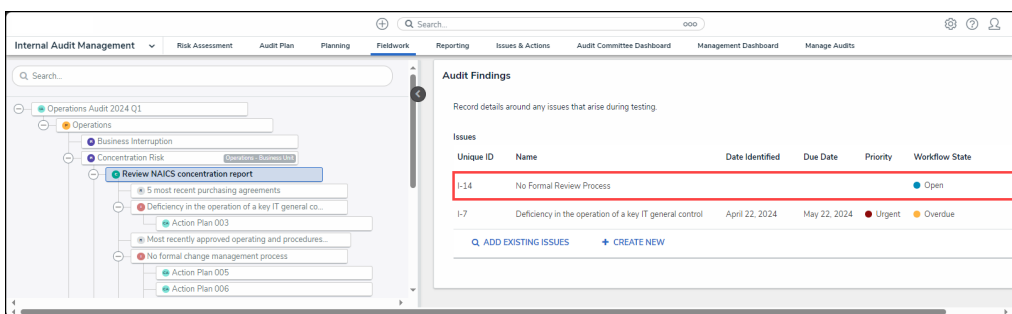 Search...
ooo
Internal Audit Management
Risk Assessment
Audit Plan
Planning
Fieldwork
Reporting
Issues & Actions
Audit Committee Dashboard
Management Dashboard
Manage Audits
Search...
Operations Audit 2024 Q1
Operations
Business Interruption
Concentration Risk
Operations - Business Unit
Review NAICS concentration report
5 most recent purchasing agreements
Deficiency in the operation of a key IT general co...
Action Plan 003
Most recently approved operating and procedures...
No formal change management process
Action Plan 005
Action Plan 006
Audit Findings
Record details around any issues that arise during testing.
Issues
Unique ID Name Date Identified Due Date Priority Workflow State
I-14 No Formal Review Process Open
I-7 Deficiency in the operation of a key IT general control April 22, 2024 May 22, 2024 Urgent Overdue
ADD EXISTING ISSUES + CREATE NEW